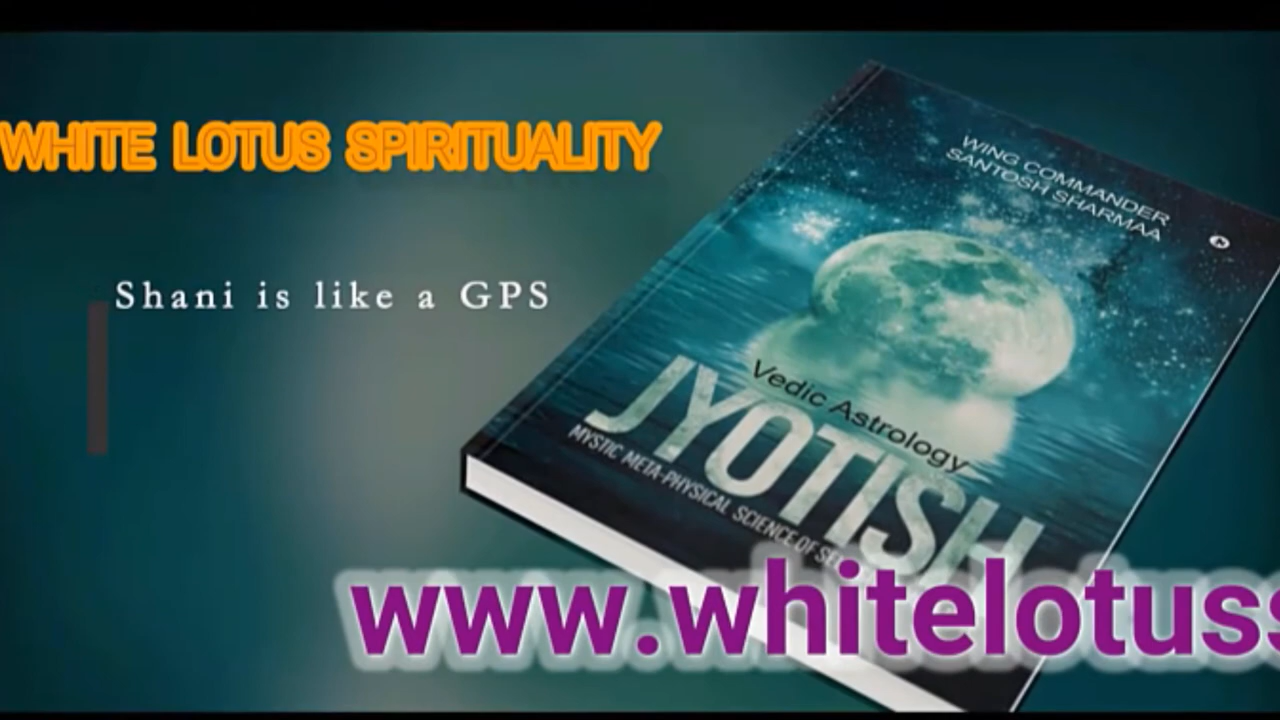 WHITE LOTUS SPIRITUALITY
Shani is like a GPS
WING COMMANDER
SANTOSH SHARMAA
Vedic Astrology
JYOTISH
MYSTIC META-PHYSICAL SCIENCE OF
www.whitelotuss